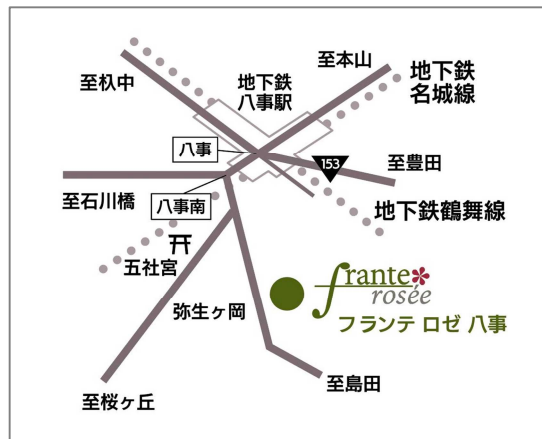 至杁中
地下鉄
八事駅
至本山
地下鉄
名城線
八事
153
至豊田
至石川橋
八事南
地下鉄鶴舞線
五社宮
弥生ヶ岡
frante
rosée
フランテ ロゼ 八事
至桜ヶ丘
至島田